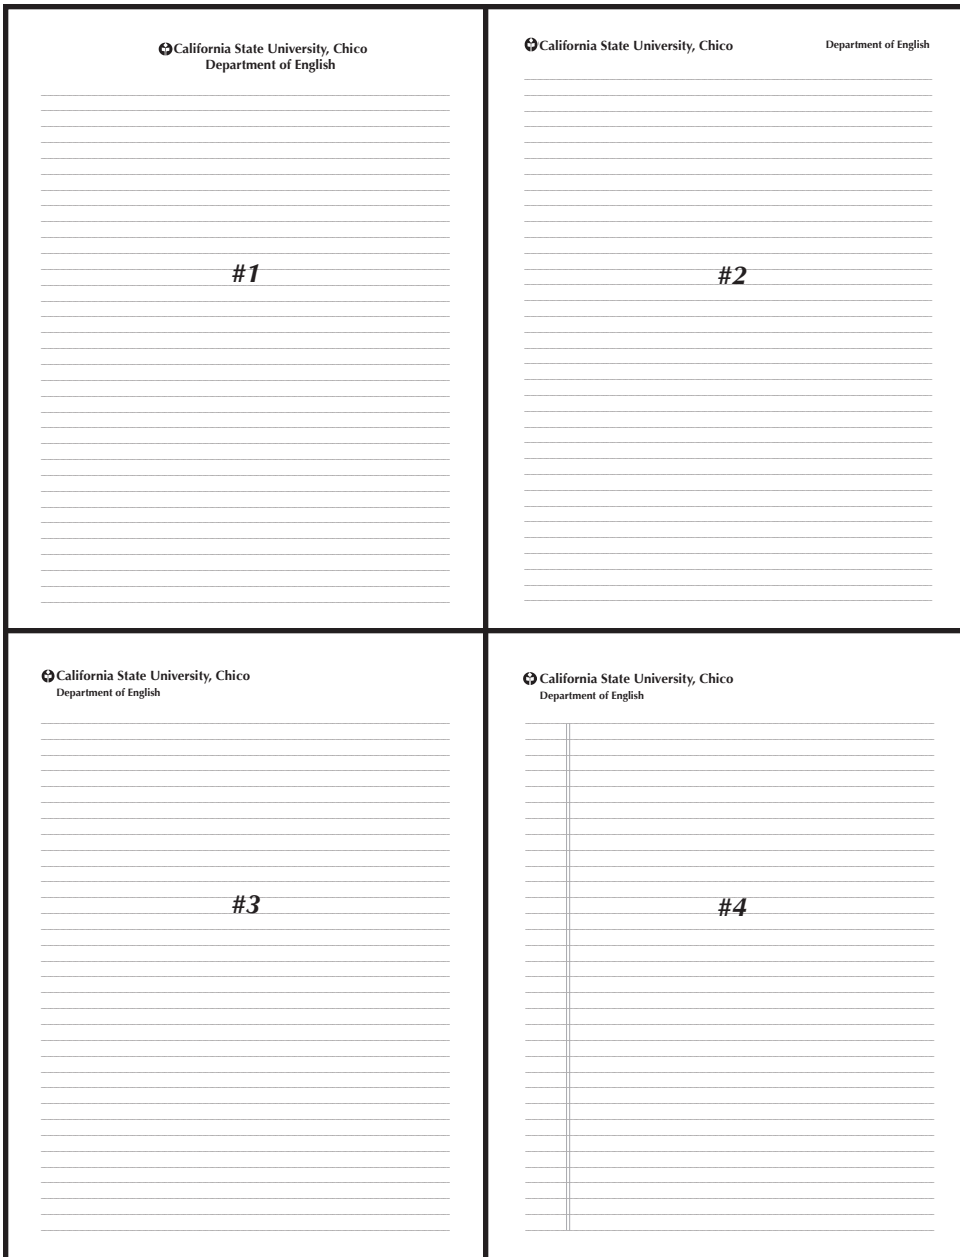 California State University, Chico
Department of English
#1
California State University, Chico Department of English
#2
California State University, Chico
Department of English
#3
California State University, Chico
Department of English
#4